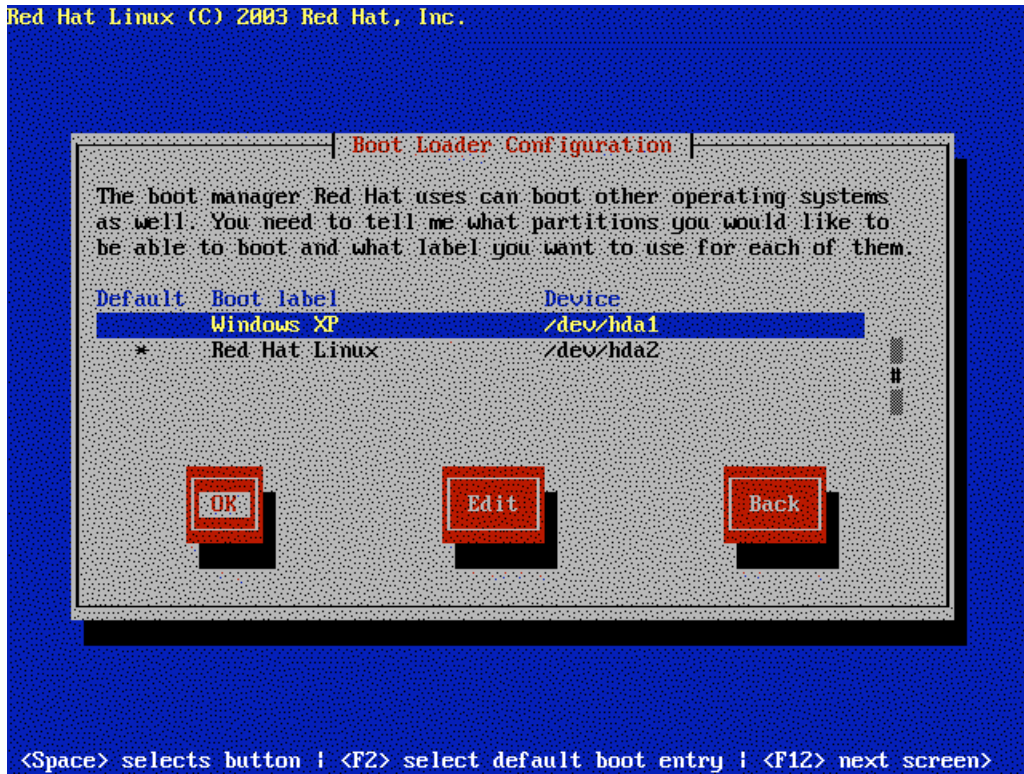 Red Hat Linux (C) 2003 Red Hat, Inc.
Boot Loader Configuration
The boot manager Red Hat uses can boot other operating systems
as well. You need to tell me what partitions you would like to
be able to boot and what label you want to use for each of them.
Default Boot label Device
Windows XP /dev/hda1
* Red Hat Linux /dev/hda2
#
OK Edit Back
<Space> selects button | <F2> select default boot entry | <F12> next screen>